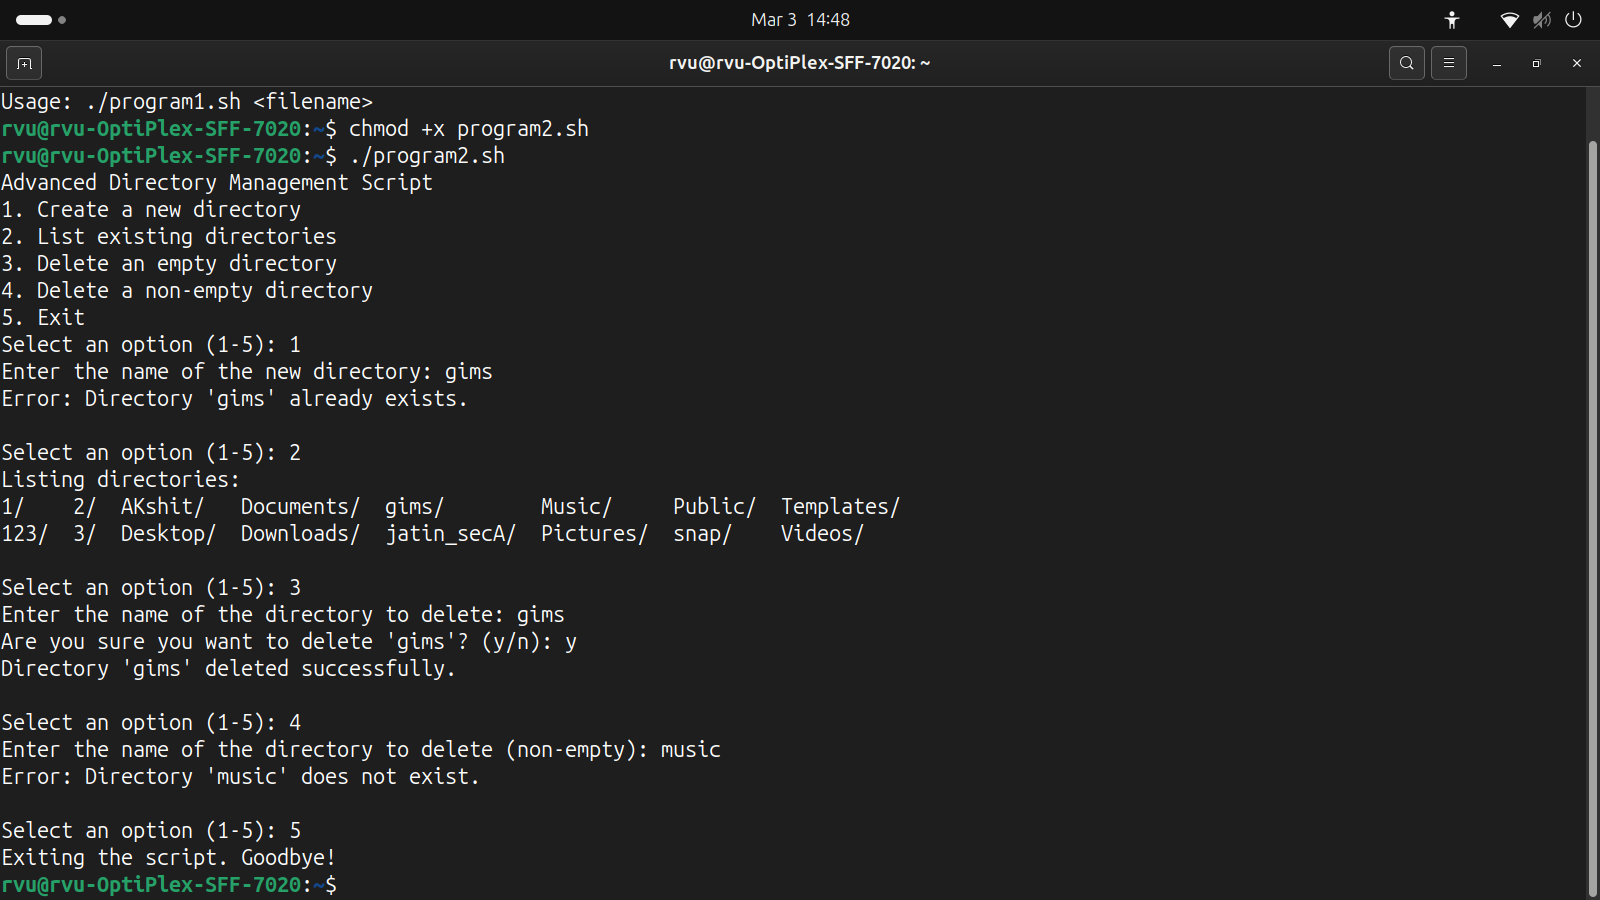 Mar 3 14:48
rvu@rvu-OptiPlex-SFF-7020: ~
Usage: ./program1.sh <filename>
rvu@rvu-OptiPlex-SFF-7020:~$ chmod +x program2.sh
rvu@rvu-OptiPlex-SFF-7020:~$ ./program2.sh
Advanced Directory Management Script
1. Create a new directory
2. List existing directories
3. Delete an empty directory
4. Delete a non-empty directory
5. Exit
Select an option (1-5): 1
Enter the name of the new directory: gims
Error: Directory 'gims' already exists.
Select an option (1-5): 2
Listing directories:
1/    2/  AKshit/   Documents/  gims/        Music/     Public/  Templates/
123/  3/  Desktop/  Downloads/  jatin_secA/  Pictures/  snap/    Videos/
Select an option (1-5): 3
Enter the name of the directory to delete: gims
Are you sure you want to delete 'gims'? (y/n): y
Directory 'gims' deleted successfully.
Select an option (1-5): 4
Enter the name of the directory to delete (non-empty): music
Error: Directory 'music' does not exist.
Select an option (1-5): 5
Exiting the script. Goodbye!
rvu@rvu-OptiPlex-SFF-7020:~$